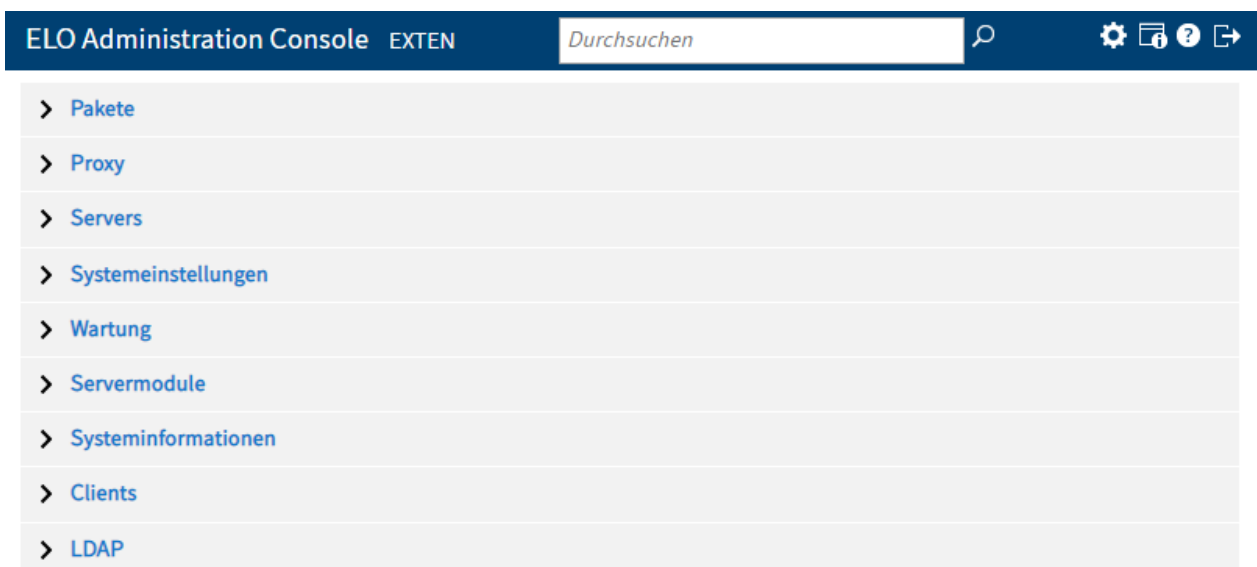 ELO Administration Console EXTEN Durchsuchen
Pakete
Proxy
Servers
Systemeinstellungen
Wartung
Servermodule
Systeminformationen
Clients
LDAP